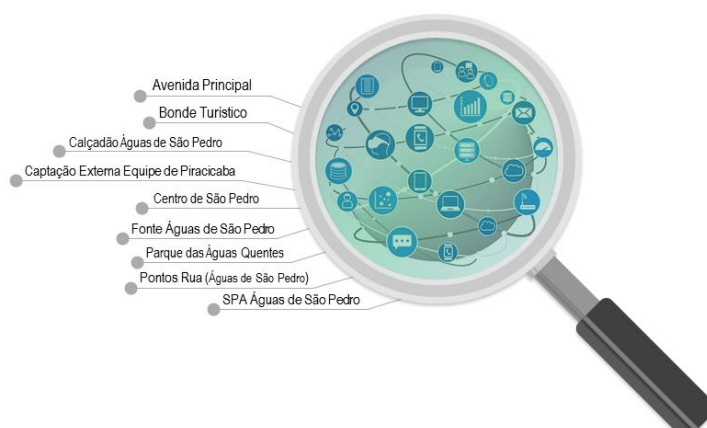 Avenida Principal
Bonde Turistico
Calçadão Águas de São Pedro
Captação Externa Equipe de Piracicaba
Centro de São Pedro
Fonte Águas de São Pedro
Parque das Águas Quentes
Pontos Rua (Águas de São Pedro)
SPA Águas de São Pedro